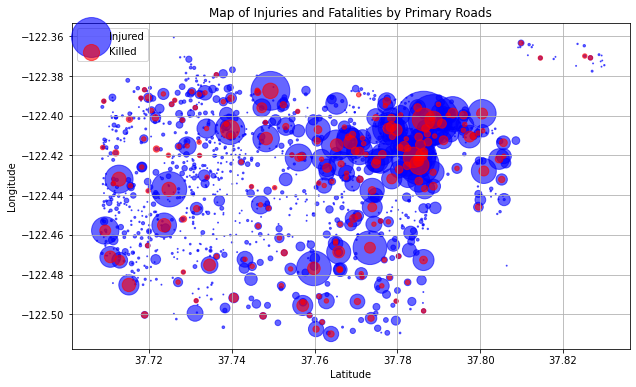 Map of Injuries and Fatalities by Primary Roads
Injured
Killed
−122.36
−122.38
−122.40
−122.42
−122.44
−122.46
−122.48
−122.50
Longitude
37.72
37.74
37.76
37.78
37.80
37.82
Latitude